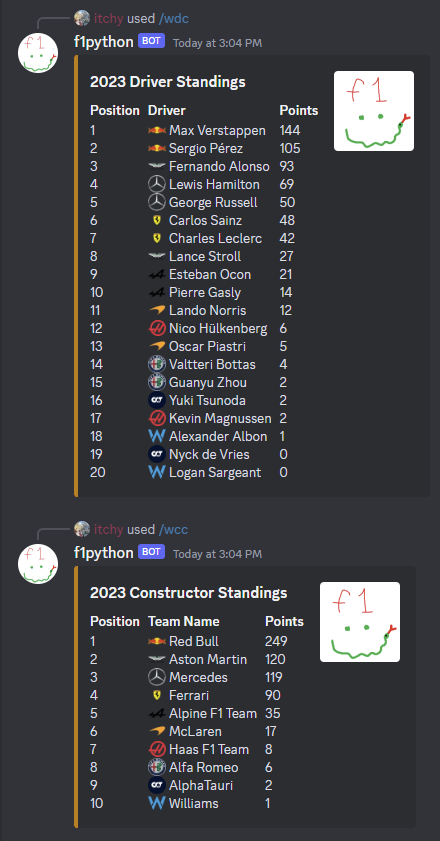 itchy used /wdc
f1python BOT Today at 3:04 PM
2023 Driver Standings
f1
Position Driver Points
1 Max Verstappen 144
2 Sergio Pérez 105
3 Fernando Alonso 93
4 Lewis Hamilton 69
5 George Russell 50
6 Carlos Sainz 48
7 Charles Leclerc 42
8 Lance Stroll 27
9 Esteban Ocon 21
10 Pierre Gasly 14
11 Lando Norris 12
12 Nico Hülkenberg 6
13 Oscar Piastri 5
14 Valtteri Bottas 4
15 Guanyu Zhou 2
16 Yuki Tsunoda 2
17 Kevin Magnussen 2
18 Alexander Albon 1
19 Nyck de Vries 0
20 Logan Sargeant 0
itchy used /wcc
f1python BOT Today at 3:04 PM
2023 Constructor Standings
f1
Position Team Name Points
1 Red Bull 249
2 Aston Martin 120
3 Mercedes 119
4 Ferrari 90
5 Alpine F1 Team 35
6 McLaren 17
7 Haas F1 Team 8
8 Alfa Romeo 6
9 AlphaTauri 2
10 Williams 1